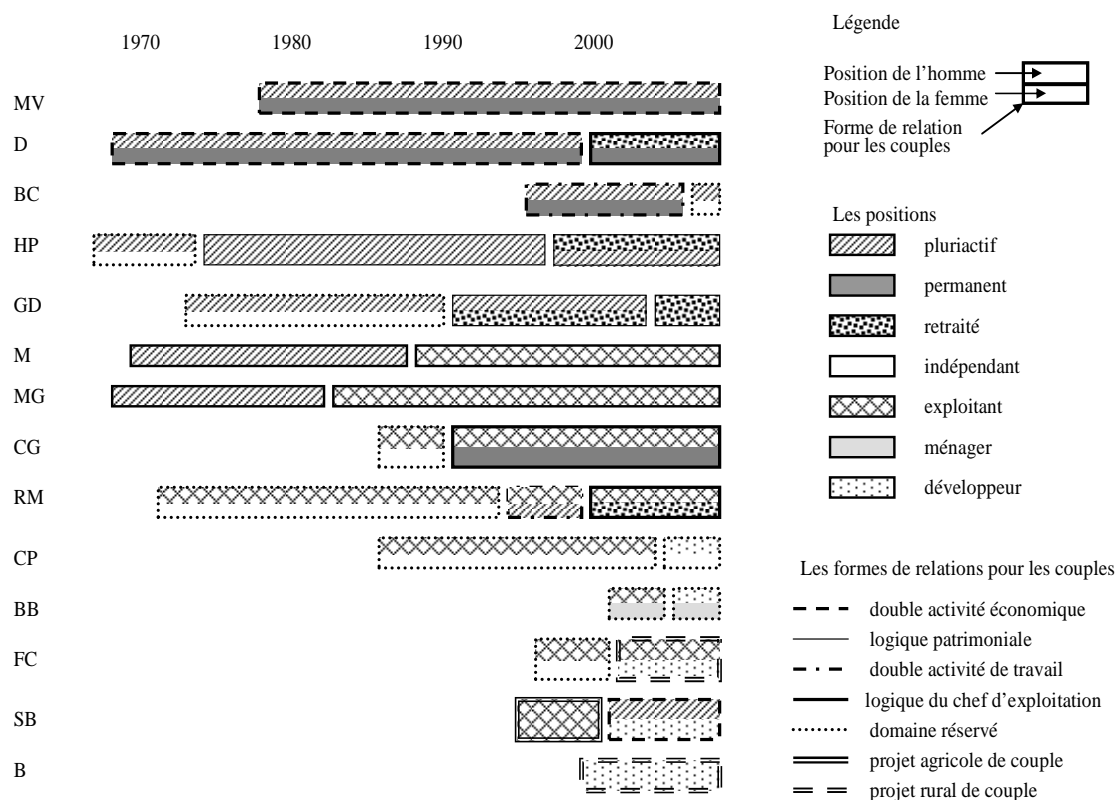 Légende
1970 1980 1990 2000
Position de l’homme
Position de la femme
Forme de relation
pour les couples
MV
D
BC
HP
GD
M
MG
CG
RM
CP
BB
FC
SB
B
Les positions
pluriactif
permanent
retraité
indépendant
exploitant
ménager
développeur
Les formes de relations pour les couples
double activité économique
logique patrimoniale
double activité de travail
logique du chef d’exploitation
domaine réservé
projet agricole de couple
projet rural de couple